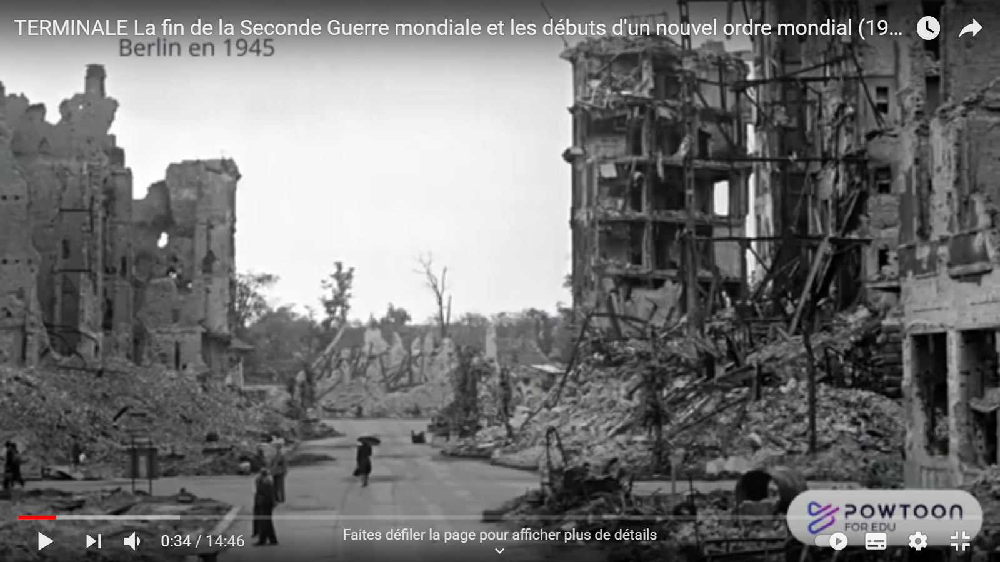 TERMINALE La fin de la Seconde Guerre mondiale et les débuts d'un nouvel ordre mondial (19...
Berlin en 1945
POWTOON
FOR EDU
0:34 / 14:46
Faites défiler la page pour afficher plus de détails